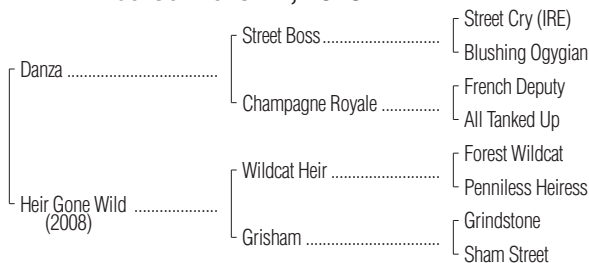 Street Cry (IRE)
Street Boss
Blushing Ogygian
Danza
French Deputy
Champagne Royale
All Tanked Up
Forest Wildcat
Wildcat Heir
Penniless Heiress
Heir Gone Wild
(2008)
Grindstone
Grisham
Sham Street